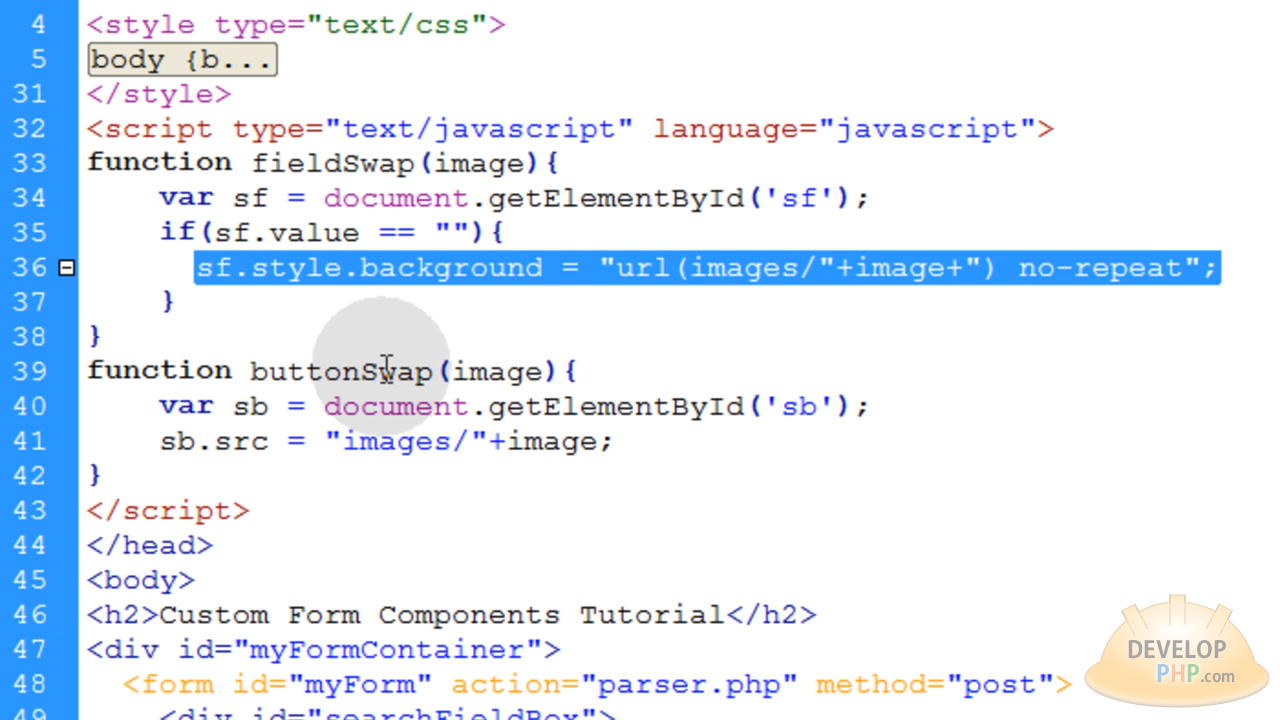 4 <style type="text/css">
5 body {b...
31 </style>
32 <script type="text/javascript" language="javascript">
33 function fieldSwap(image){
34 var sf = document.getElementById('sf');
35 if(sf.value == ""){
36 sf.style.background = "url(images/"+image+") no-repeat";
37 }
38 }
39 function buttonSwap(image){
40 var sb = document.getElementById('sb');
41 sb.src = "images/"+image;
42 }
43 </script>
44 </head>
45 <body>
46 <h2>Custom Form Components Tutorial</h2>
47 <div id="myFormContainer">
48 <form id="myForm" action="parser.php" method="post">
49 <div id="searchFieldBox">
DEVELOP
PHP.com